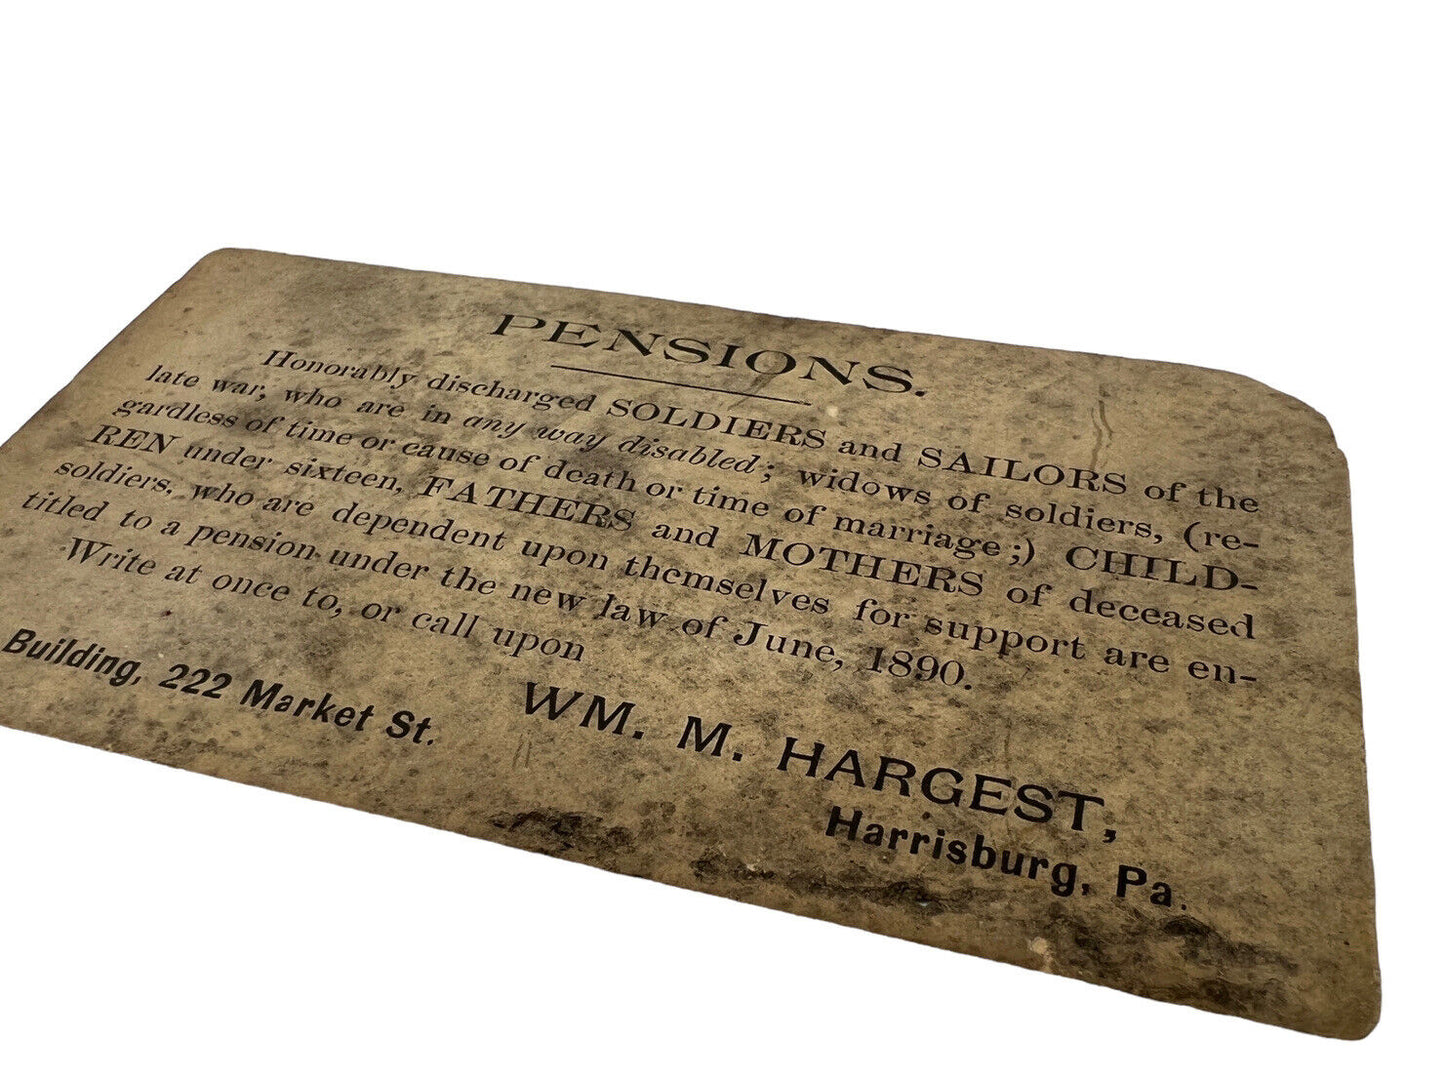 PENSIONS.
Honorably discharged SOLDIERS and SAILORS of the
late war, who are in any way disabled; widows of soldiers, (re-
gardless of time or cause of death or time of marriage;) CHILD-
REN under sixteen, FATHERS and MOTHERS of deceased
soldiers, who are dependent upon themselves for support are en-
titled to a pension under the new law of June, 1890.
Write at once to, or call upon
WM. M. HARGEST,
Building, 222 Market St.
Harrisburg, Pa.